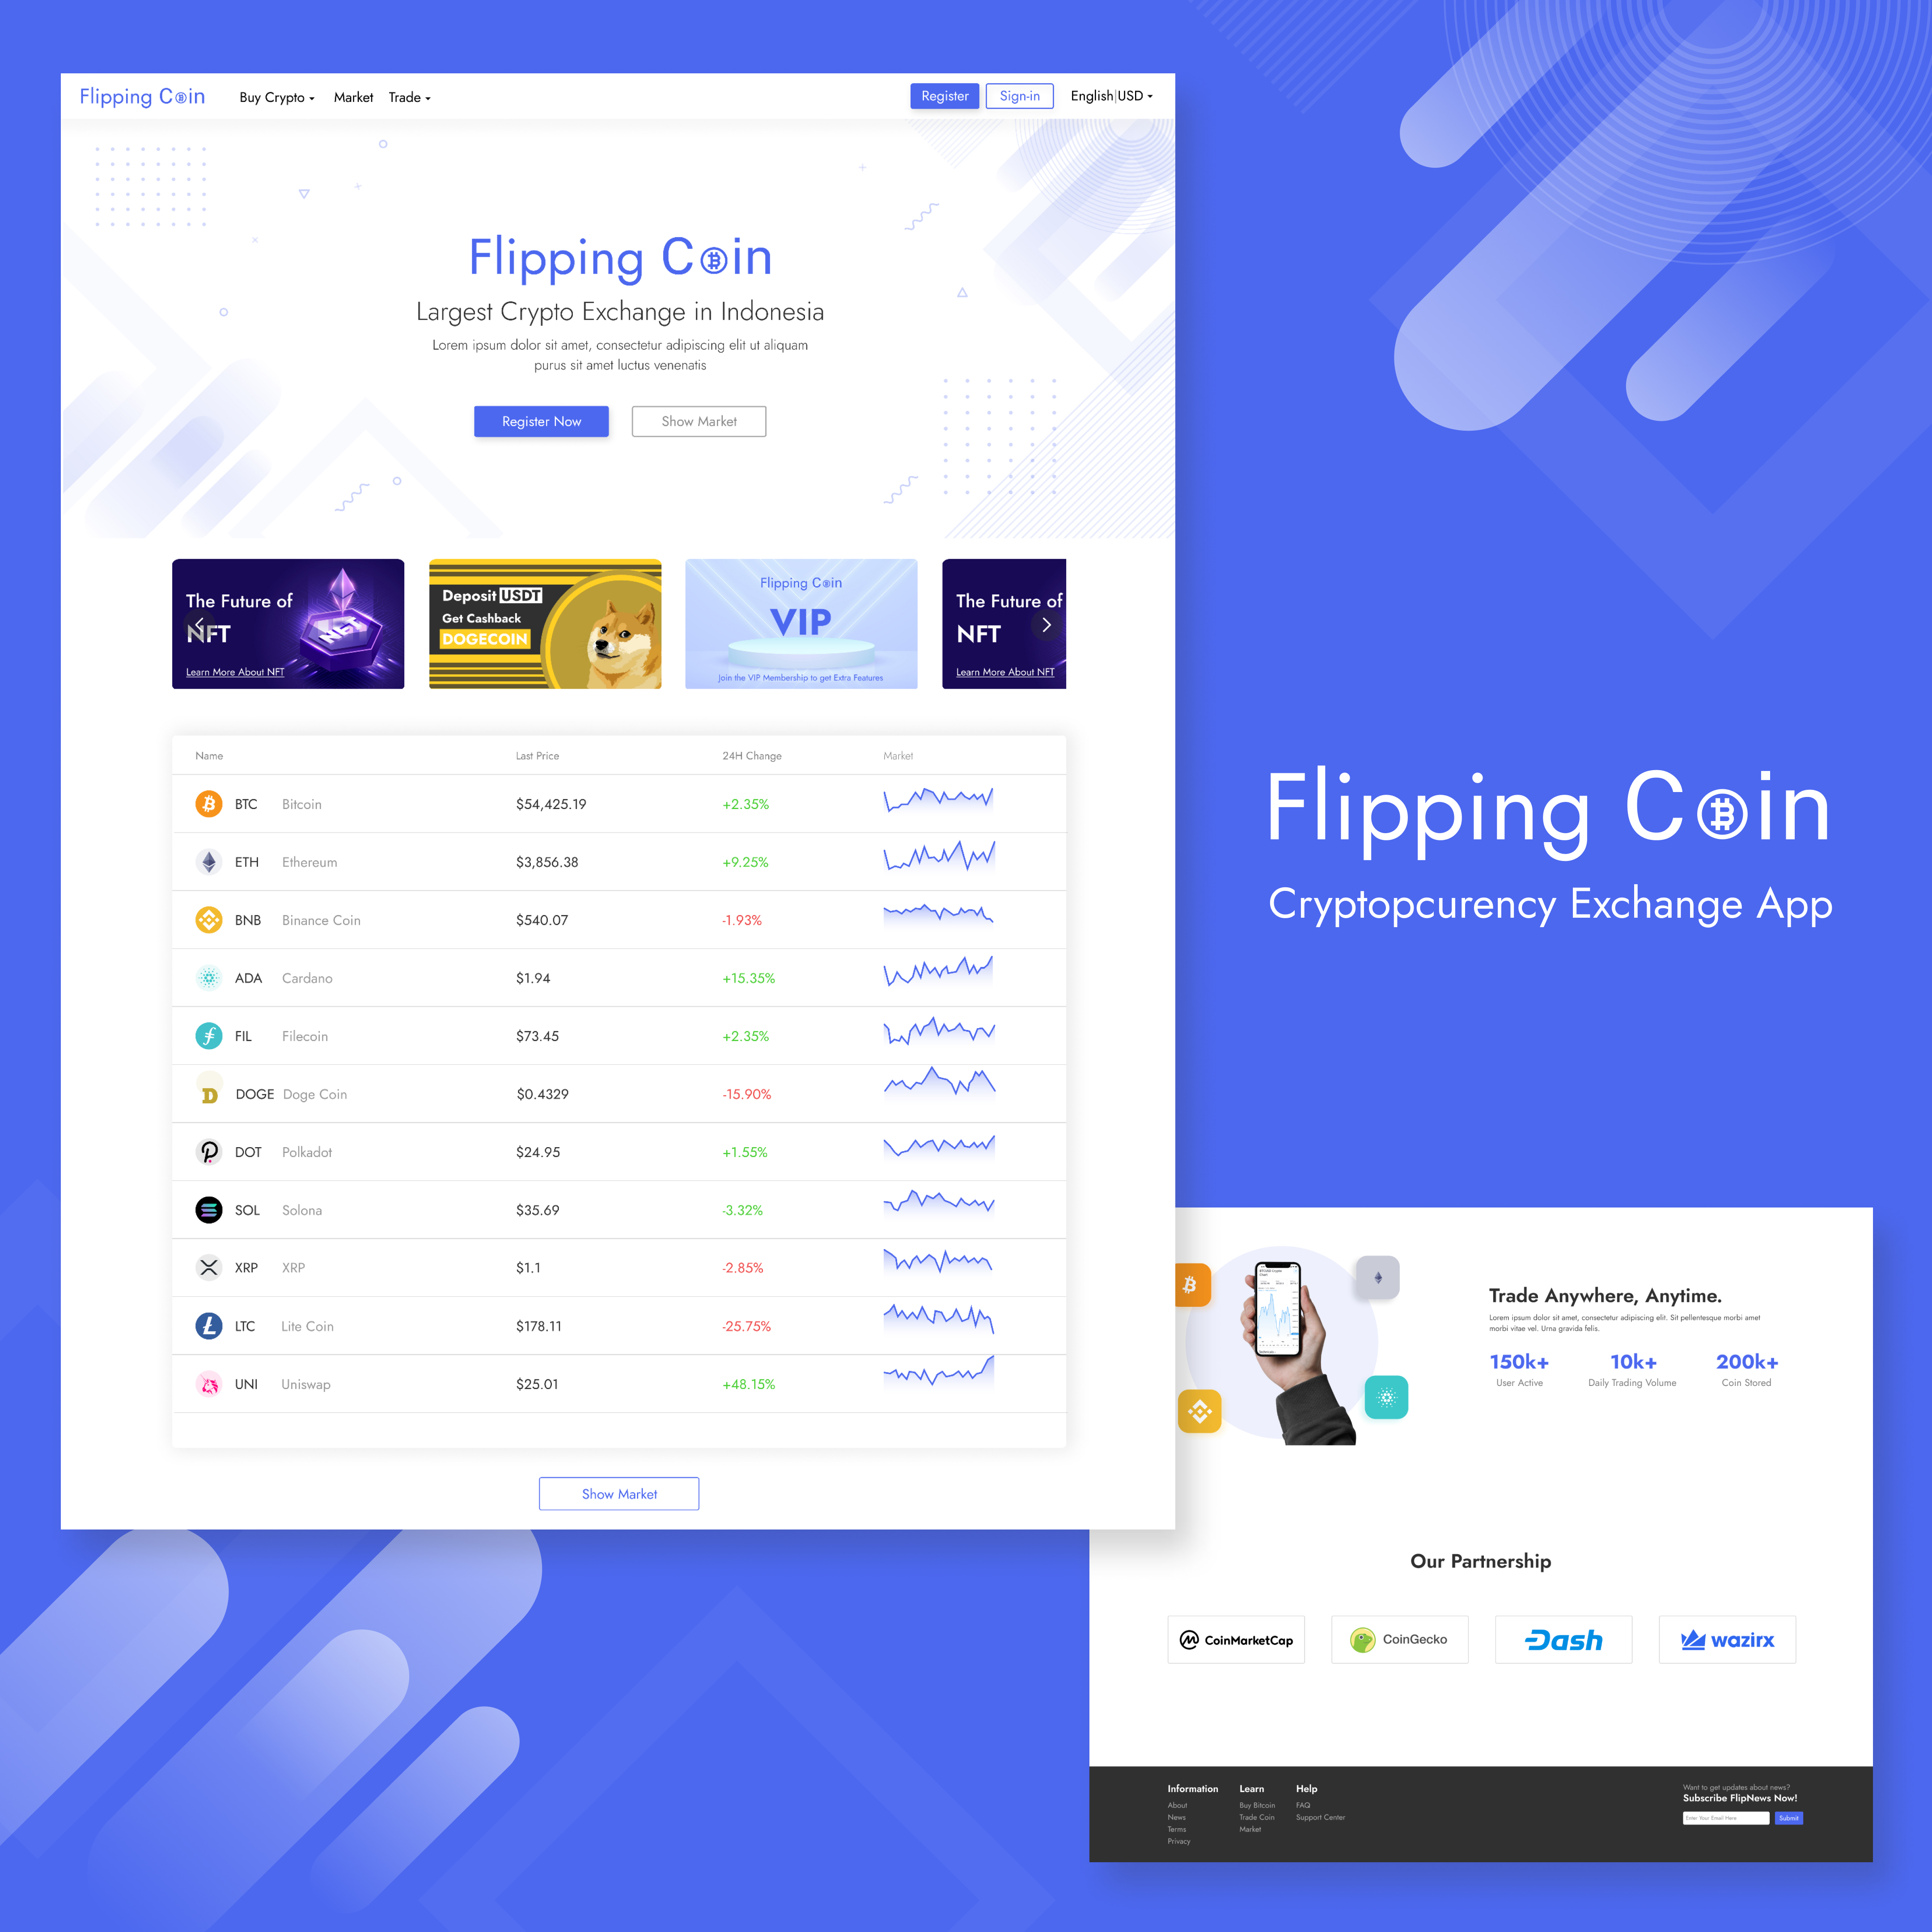 Flipping Coin
Buy Crypto
Market
Trade
Register
Sign-in
English|USD
Flipping Coin
Largest Crypto Exchange in Indonesia
Lorem ipsum dolor sit amet, consectetur adipiscing elit ut aliquam
purus sit amet luctus venenatis
Register Now
Show Market
The Future of
NFT
Learn More About NFT
NFT
Deposit USDT
Get Cashback
DOGECOIN
Flipping Coin
VIP
Join the VIP Membership to get Extra Features
The Future of
NFT
Learn More About NFT
Name Last Price 24H Change Market
BTC Bitcoin $54,425.19 +2.35%
ETH Ethereum $3,856.38 +9.25%
BNB Binance Coin $540.07 -1.93%
ADA Cardano $1.94 +15.35%
FIL Filecoin $73.45 +2.35%
DOGE Doge Coin $0.4329 -15.90%
DOT Polkadot $24.95 +1.55%
SOL Solona $35.69 -3.32%
XRP XRP $1.1 -2.85%
LTC Lite Coin $178.11 -25.75%
UNI Uniswap $25.01 +48.15%
Show Market
Flipping Coin
Cryptopcurency Exchange App
Trade Anywhere, Anytime.
Lorem ipsum dolor sit amet, consectetur adipiscing elit. Sit pellentesque morbi amet
morbi vitae vel. Urna gravida felis.
150k+ 10k+ 200k+
User Active Daily Trading Volume Coin Stored
Our Partnership
CoinMarketCap
CoinGecko
Dash
wazirx
Information
About
News
Terms
Privacy
Learn
Buy Bitcoin
Trade Coin
Market
Help
FAQ
Support Center
Want to get updates about news?
Subscribe FlipNews Now!
Enter Your Email Here
Submit